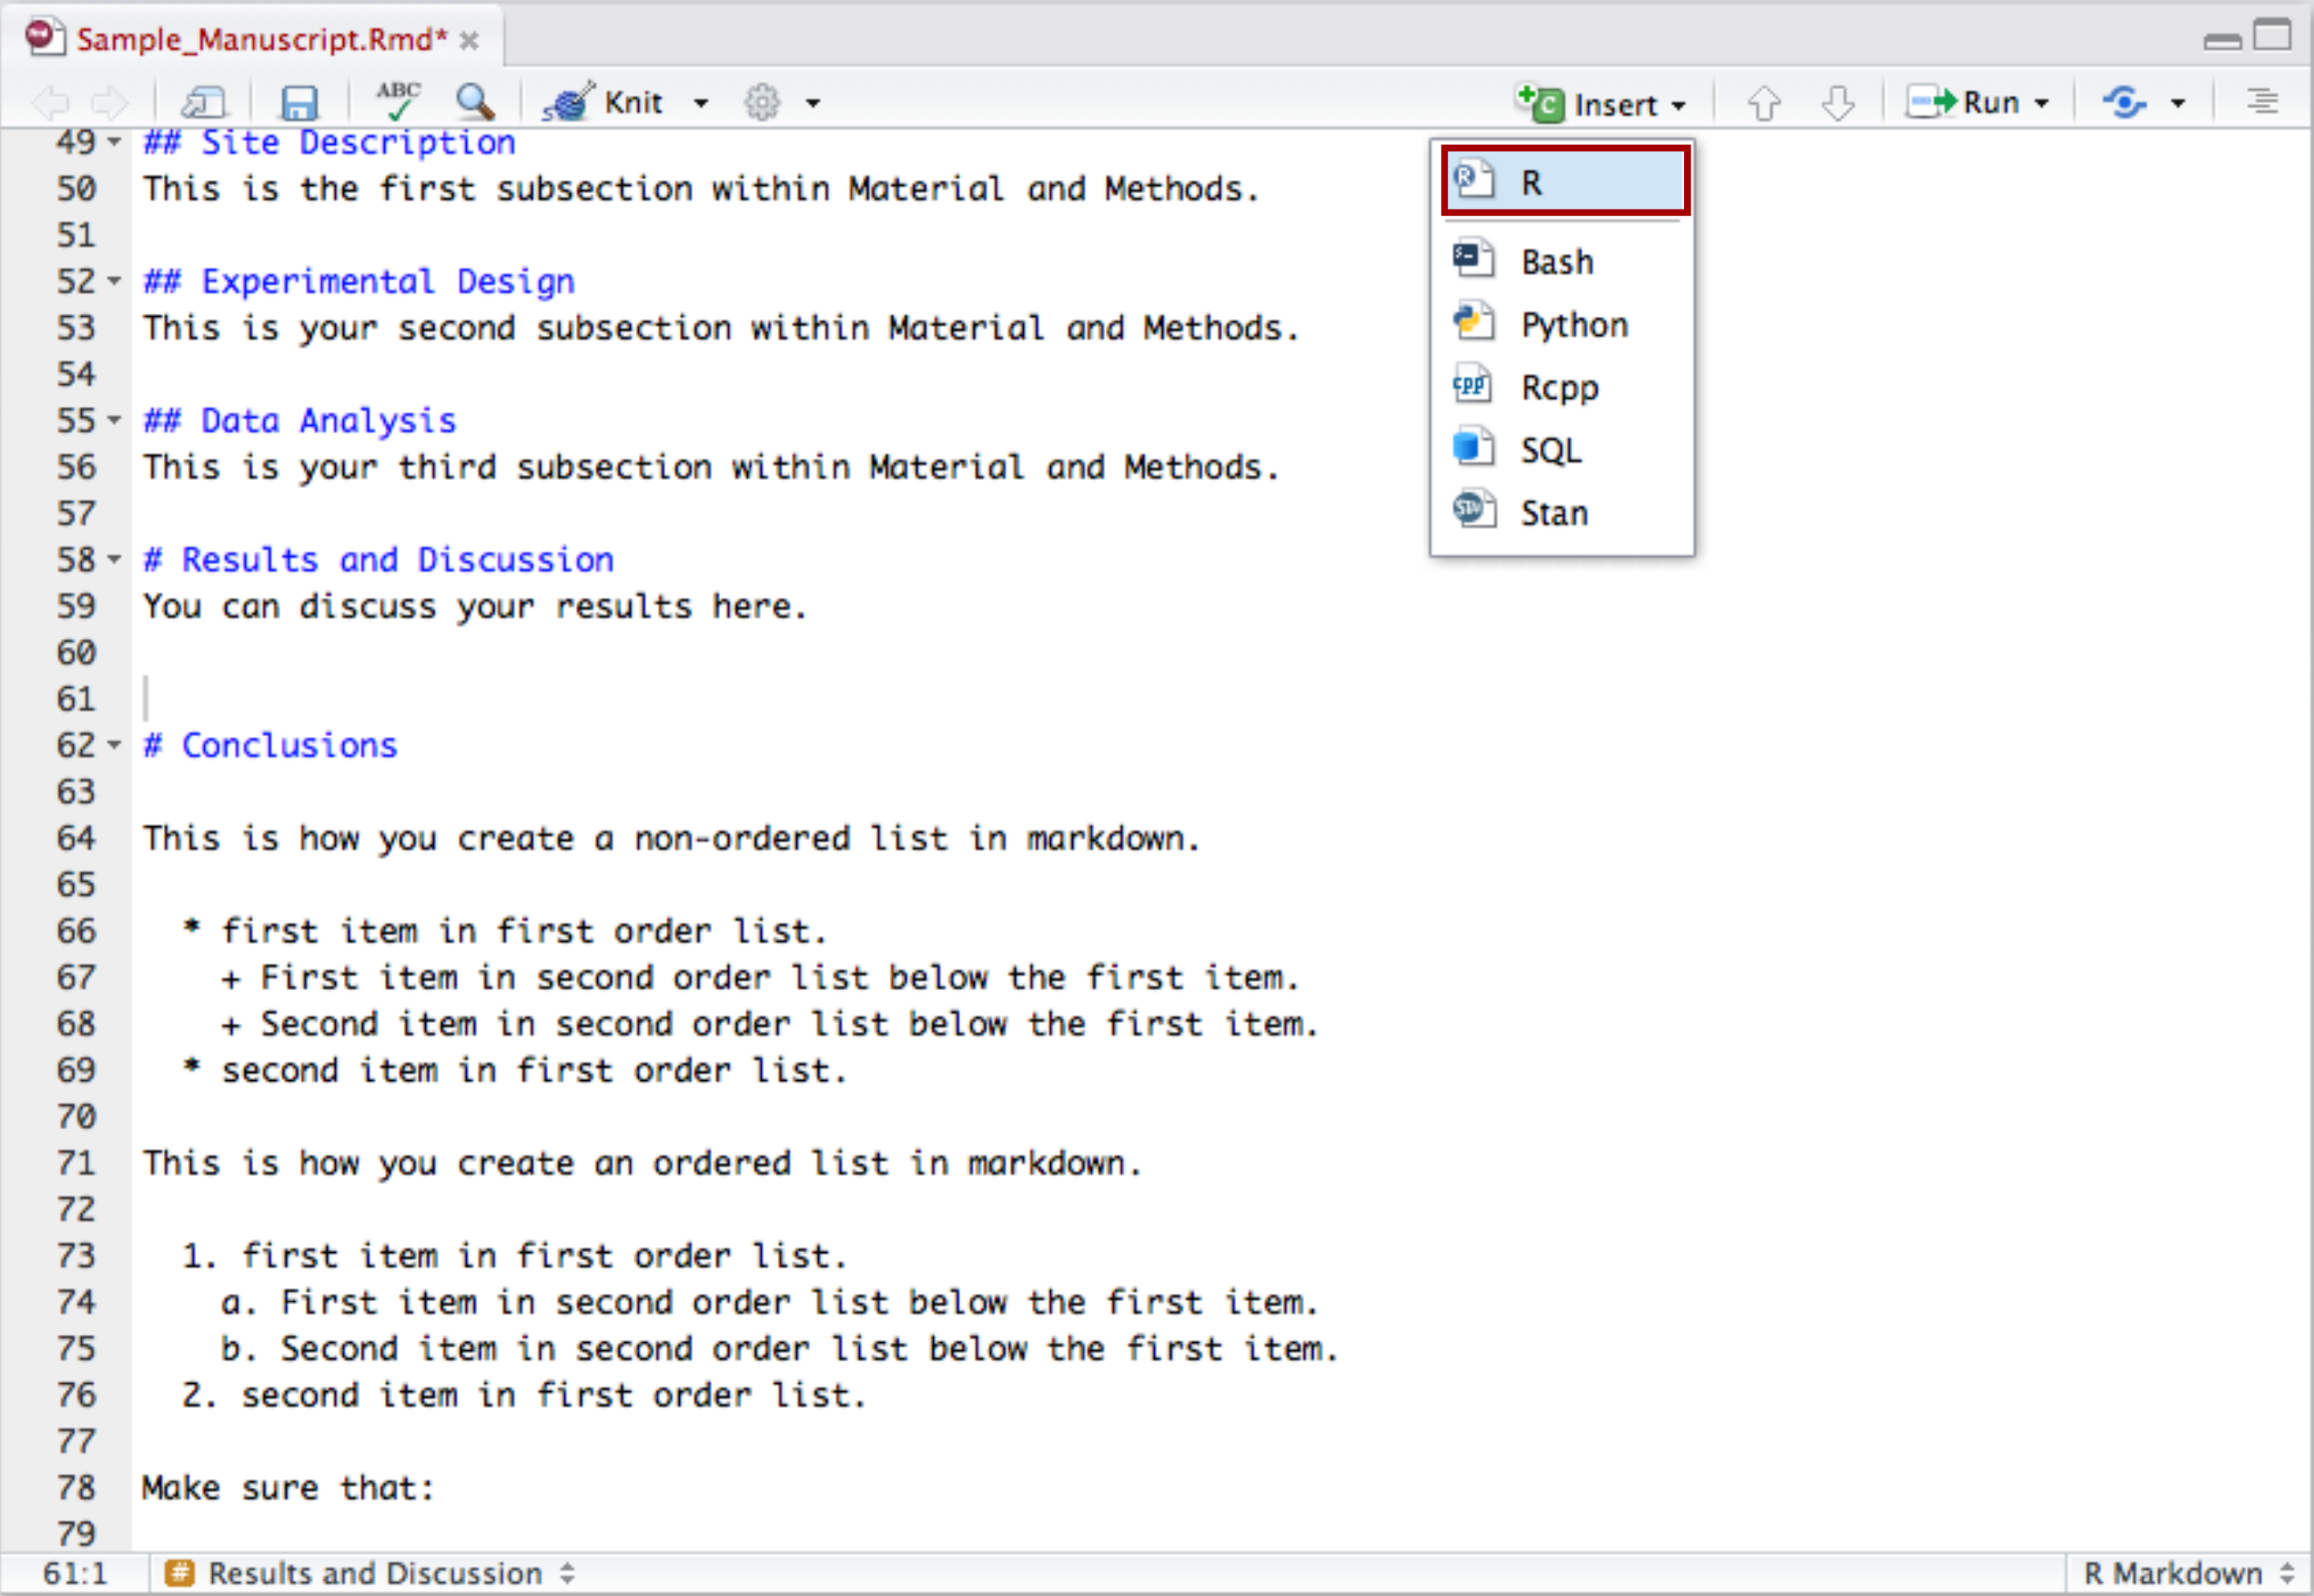 Sample_Manuscript.Rmd*
ABC Knit Insert Run
49 ## Site Description
50 This is the first subsection within Material and Methods.
51
52 ## Experimental Design
53 This is your second subsection within Material and Methods.
54
55 ## Data Analysis
56 This is your third subsection within Material and Methods.
57
58 # Results and Discussion
59 You can discuss your results here.
60
61
62 # Conclusions
63
64 This is how you create a non-ordered list in markdown.
65
66 * first item in first order list.
67 + First item in second order list below the first item.
68 + Second item in second order list below the first item.
69 * second item in first order list.
70
71 This is how you create an ordered list in markdown.
72
73 1. first item in first order list.
74 a. First item in second order list below the first item.
75 b. Second item in second order list below the first item.
76 2. second item in first order list.
77
78 Make sure that:
79
R
Bash
Python
Rcpp
SQL
Stan
61:1 # Results and Discussion R Markdown